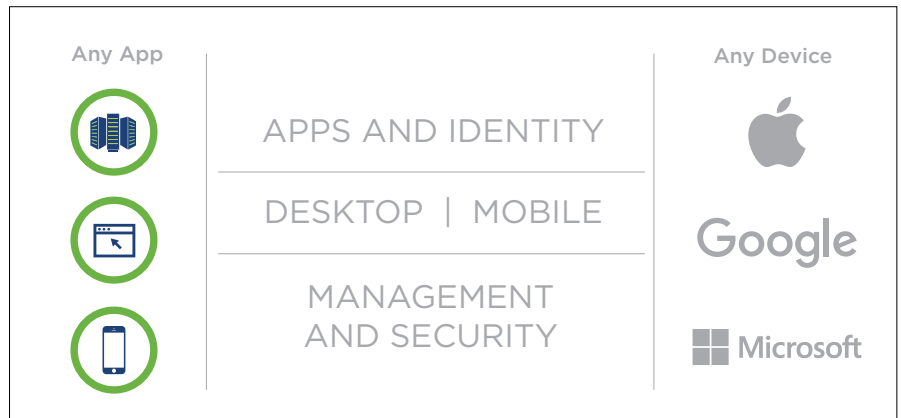 Any App
APPS AND IDENTITY
DESKTOP | MOBILE
MANAGEMENT
AND SECURITY
Any Device
Google
Microsoft